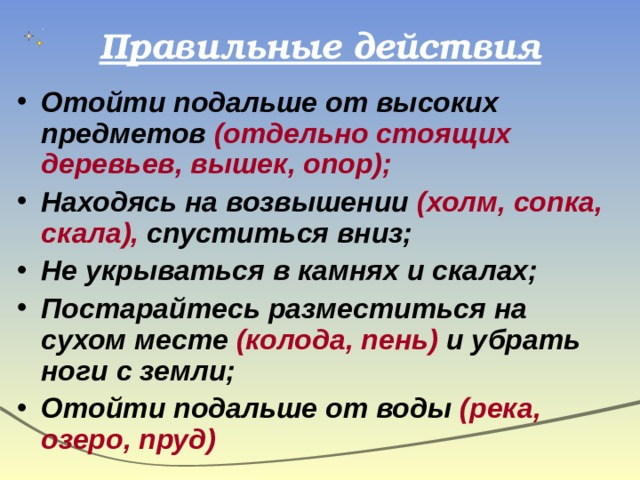 Правильные действия
• Отойти подальше от высоких
предметов (отдельно стоящих
деревьев, вышек, опор);
• Находясь на возвышении (холм, сопка,
скала), спуститься вниз;
• Не укрываться в камнях и скалах;
• Постарайтесь разместиться на
сухом месте (колода, пень) и убрать
ноги с земли;
• Отойти подальше от воды (река,
озеро, пруд)